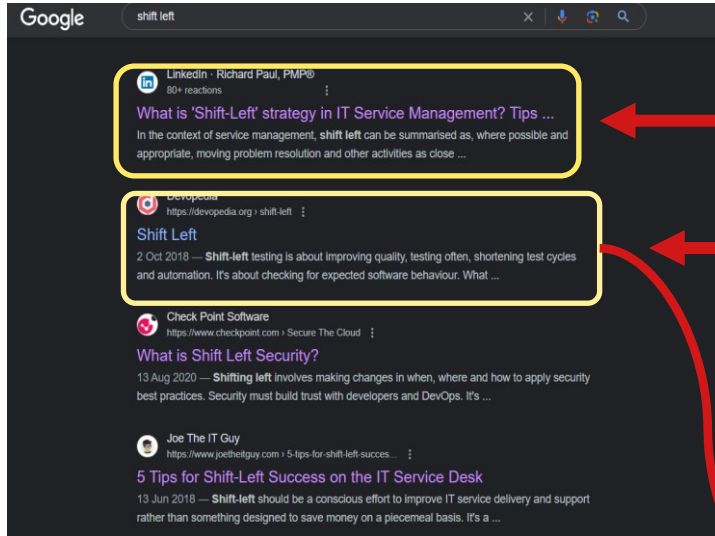 Google
shift left
LinkedIn · Richard Paul, PMP®
80+ reactions
What is 'Shift-Left' strategy in IT Service Management? Tips ...
In the context of service management, shift left can be summarised as, where possible and
appropriate, moving problem resolution and other activities as close ...
Devopedia
https://devopedia.org › shift-left
Shift Left
2 Oct 2018 — Shift-left testing is about improving quality, testing often, shortening test cycles
and automation. It's about checking for expected software behaviour. What ...
Check Point Software
https://www.checkpoint.com › Secure The Cloud
What is Shift Left Security?
13 Aug 2020 — Shifting left involves making changes in when, where and how to apply security
best practices. Security must build trust with developers and DevOps. It's ...
Joe The IT Guy
https://www.joetheitguy.com › 5-tips-for-shift-left-succes...
5 Tips for Shift-Left Success on the IT Service Desk
13 Jun 2018 — Shift-left should be a conscious effort to improve IT service delivery and support
rather than something designed to save money on a piecemeal basis. It's a ...